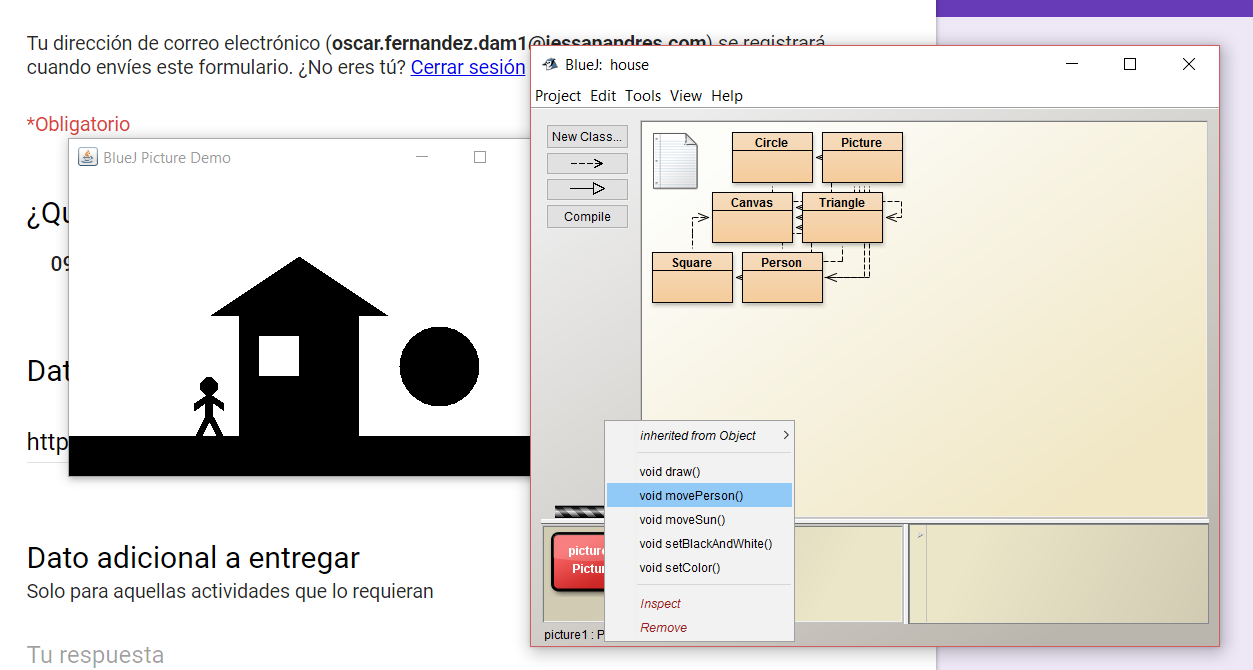 Tu dirección de correo electrónico (oscar.fernandez.dam1@iessanandres.com) se registrará
cuando envíes este formulario. ¿No eres tú? Cerrar sesión
*Obligatorio
BlueJ Picture Demo
¿Qu
09
Dat
http
Dato adicional a entregar
Solo para aquellas actividades que lo requieran
Tu respuesta
BlueJ: house
Project Edit Tools View Help
New Class...
Compile
Circle
Picture
Canvas
Triangle
Square
Person
inherited from Object
void draw()
void movePerson()
void moveSun()
void setBlackAndWhite()
void setColor()
Inspect
Remove
picture
Pictu
picture1 : P